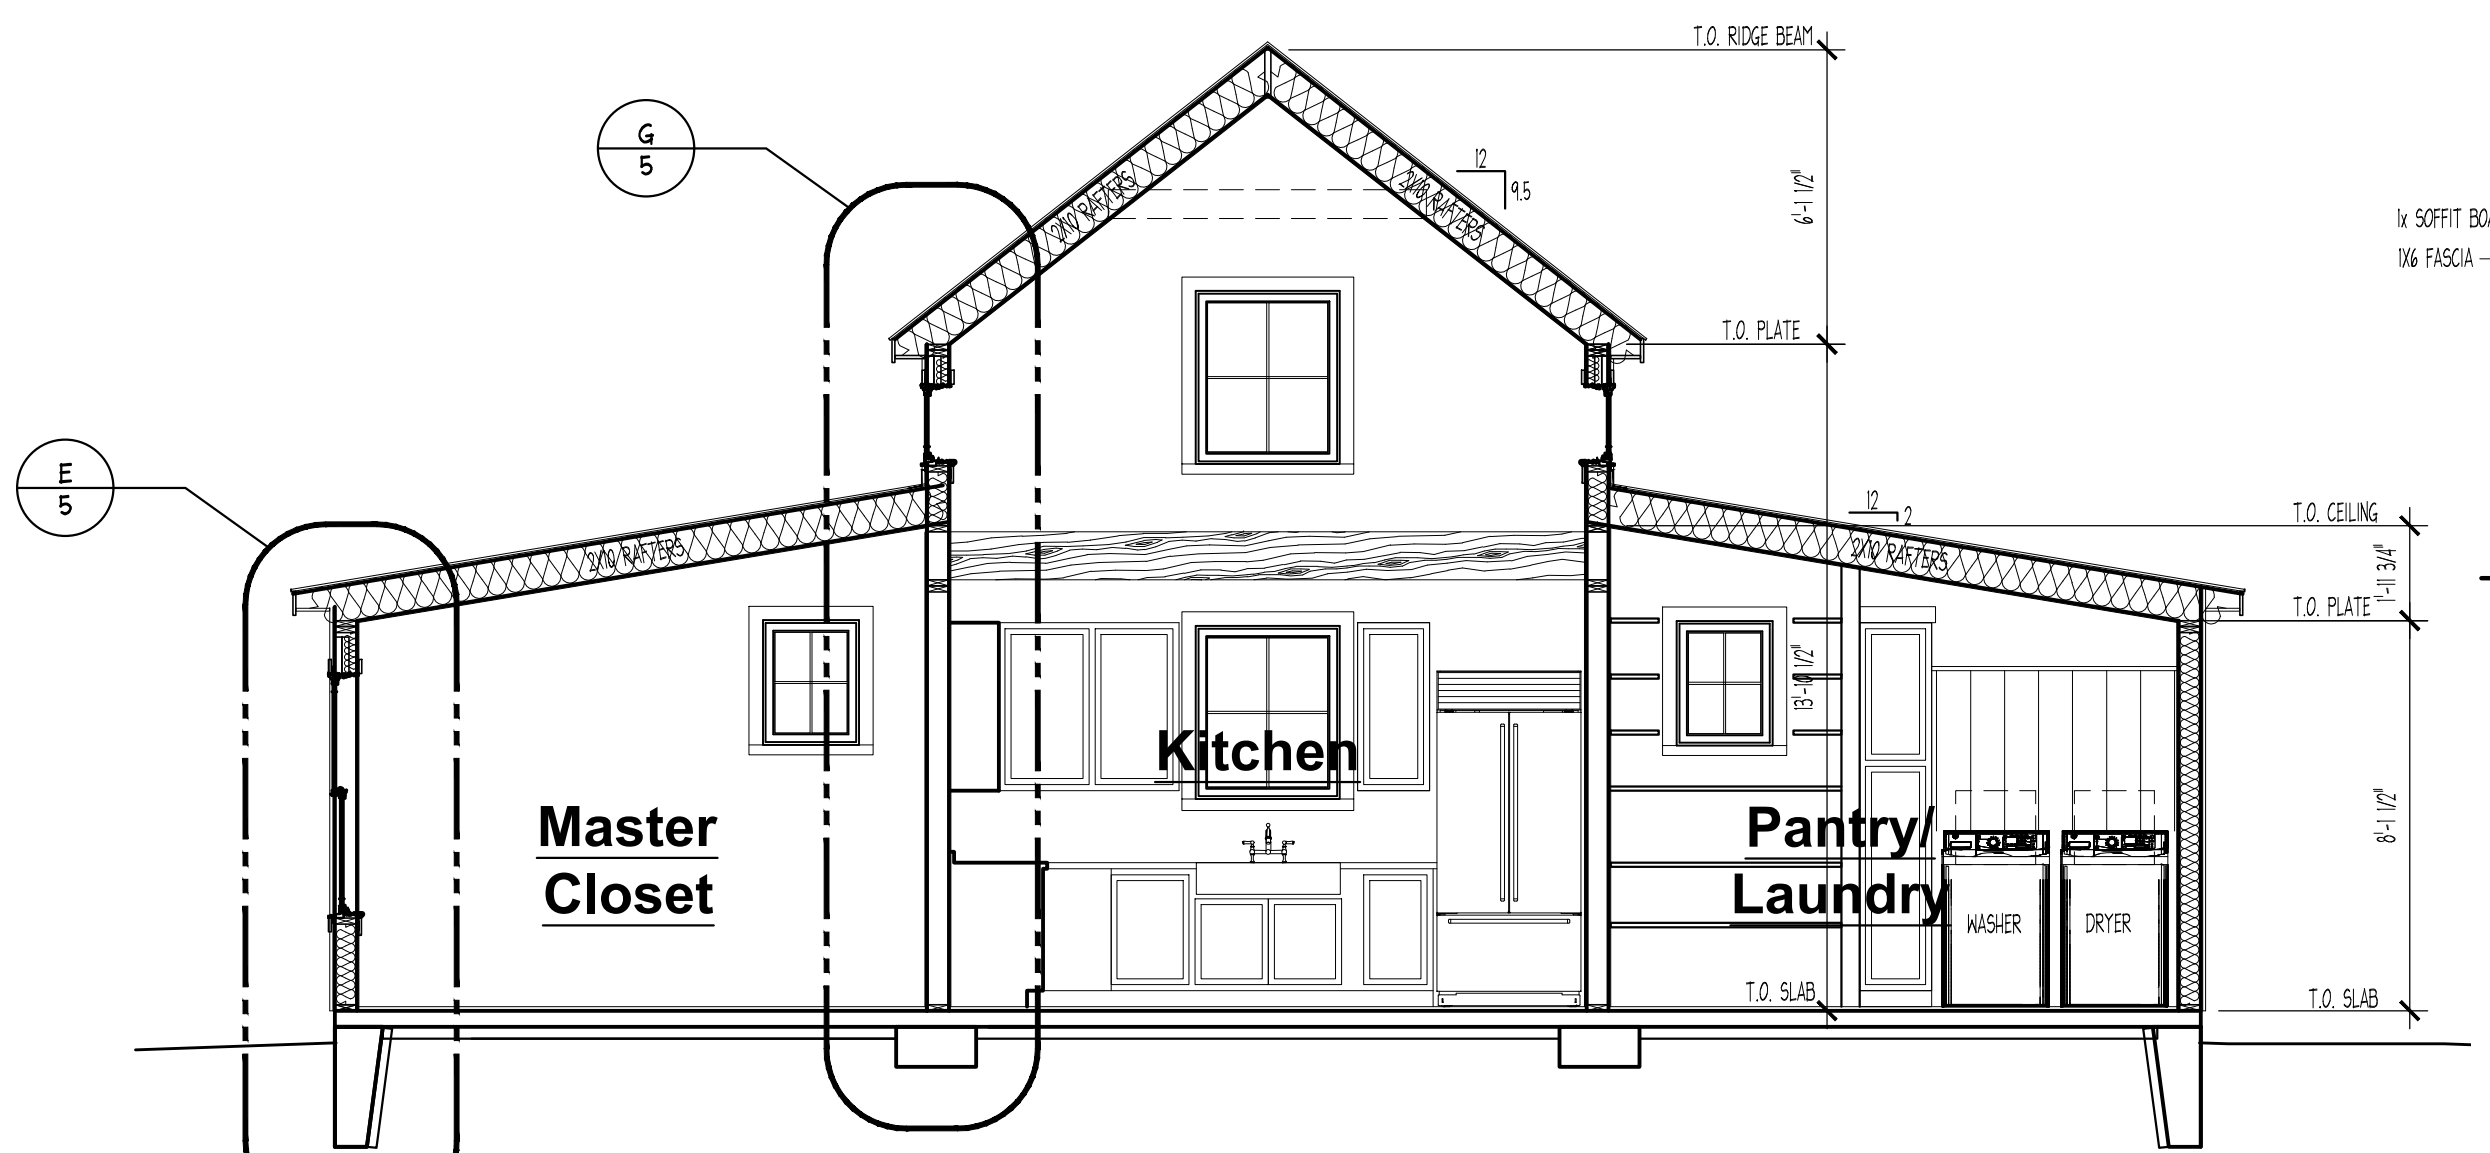 T.O. RIDGE BEAM
G
5
12
9.5
2X10 RAFTERS
2X10 RAFTERS
6'-1 1/2"
1x SOFFIT BOA
1X6 FASCIA
T.O. PLATE
E
5
12
2
T.O. CEILING
2X10 RAFTERS
2X10 RAFTERS
1'-11 3/4"
T.O. PLATE
13'-10 1/2"
Kitchen
Master
Closet
Pantry/
Laundry
8'-1 1/2"
WASHER
DRYER
T.O. SLAB
T.O. SLAB